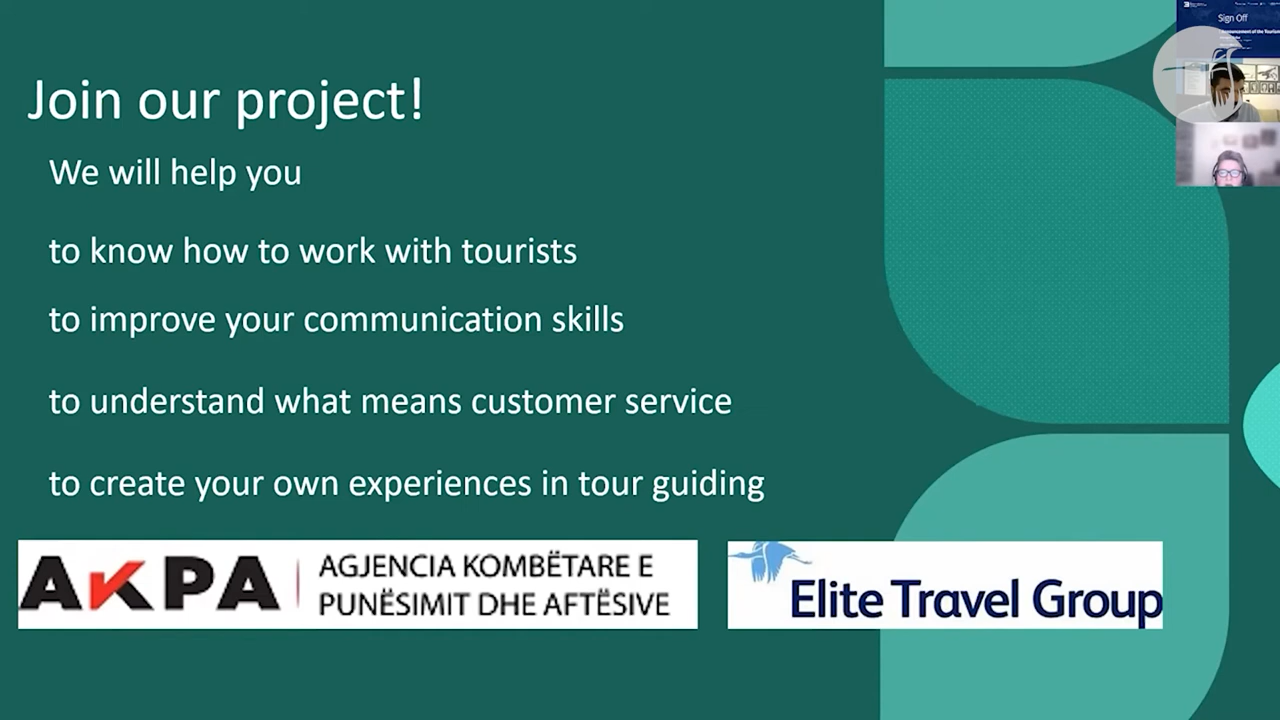 Join our project!
We will help you
to know how to work with tourists
to improve your communication skills
to understand what means customer service
to create your own experiences in tour guiding
AKPA
AGJENCIA KOMBËTARE E
PUNËSIMIT DHE AFTËSIVE
Elite Travel Group
Sign Off